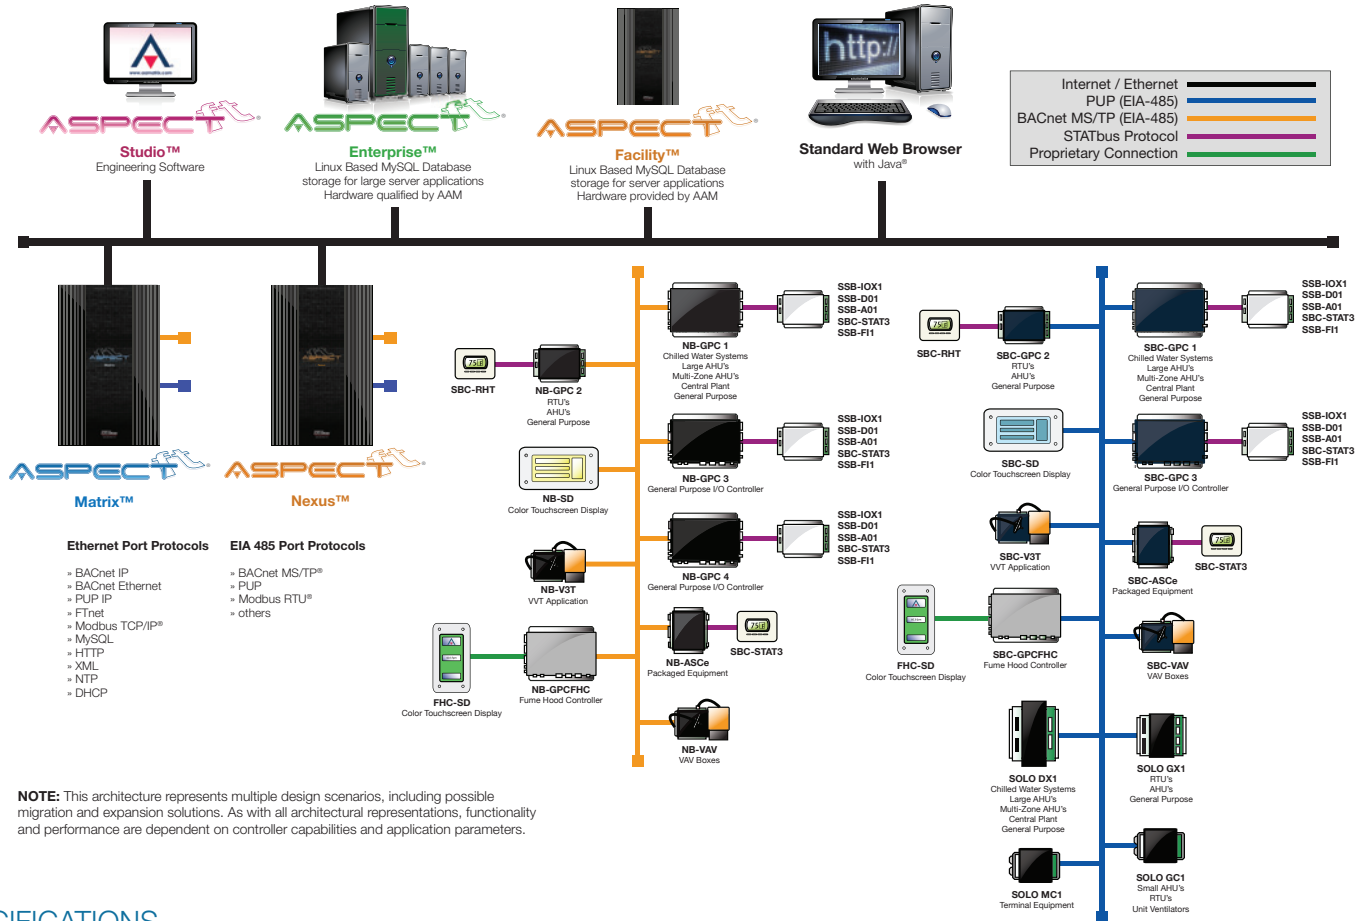 www.aamatrix.com
http://
ASPECT ft®
Studio™
Engineering Software
ASPECT ft®
Enterprise™
Linux Based MySQL Database
storage for large server applications
Hardware qualified by AAM
ASPECT ft®
Facility™
Linux Based MySQL Database
storage for server applications
Hardware provided by AAM
Standard Web Browser
with Java®
Internet / Ethernet
PUP (EIA-485)
BACnet MS/TP (EIA-485)
STATbus Protocol
Proprietary Connection
ASPECT ft®
Matrix™
ASPECT ft®
Nexus™
Ethernet Port Protocols
» BACnet IP
» BACnet Ethernet
» PUP IP
» FTnet
» Modbus TCP/IP®
» MySQL
» HTTP
» XML
» NTP
» DHCP
EIA 485 Port Protocols
» BACnet MS/TP®
» PUP
» Modbus RTU®
» others
75
SBC-RHT
NB-GPC 2
RTU's
AHU's
General Purpose
NB-SD
Color Touchscreen Display
NB-V3T
VVT Application
FHC-SD
Color Touchscreen Display
NB-GPCFHC
Fume Hood Controller
NB-GPC 1
Chilled Water Systems
Large AHU's
Multi-Zone AHU's
Central Plant
General Purpose
SSB-IOX1
SSB-D01
SSB-A01
SBC-STAT3
SSB-FI1
NB-GPC 3
General Purpose I/O Controller
SSB-IOX1
SSB-D01
SSB-A01
SBC-STAT3
SSB-FI1
NB-GPC 4
General Purpose I/O Controller
SSB-IOX1
SSB-D01
SSB-A01
SBC-STAT3
SSB-FI1
NB-ASCe
Packaged Equipment
75
SBC-STAT3
NB-VAV
VAV Boxes
75
SBC-RHT
SBC-GPC 2
RTU's
AHU's
General Purpose
SBC-SD
Color Touchscreen Display
SBC-V3T
VVT Application
FHC-SD
Color Touchscreen Display
SBC-GPCFHC
Fume Hood Controller
SOLO DX1
Chilled Water Systems
Large AHU's
Multi-Zone AHU's
Central Plant
General Purpose
SOLO MC1
Terminal Equipment
SBC-GPC 1
Chilled Water Systems
Large AHU's
Multi-Zone AHU's
Central Plant
General Purpose
SSB-IOX1
SSB-D01
SSB-A01
SBC-STAT3
SSB-FI1
SBC-GPC 3
General Purpose I/O Controller
SSB-IOX1
SSB-D01
SSB-A01
SBC-STAT3
SSB-FI1
SBC-ASCe
Packaged Equipment
75
SBC-STAT3
SBC-VAV
VAV Boxes
SOLO GX1
RTU's
AHU's
General Purpose
SOLO GC1
Small AHU's
RTU's
Unit Ventilators
NOTE: This architecture represents multiple design scenarios, including possible
migration and expansion solutions. As with all architectural representations, functionality
and performance are dependent on controller capabilities and application parameters.
CIFICATIONS